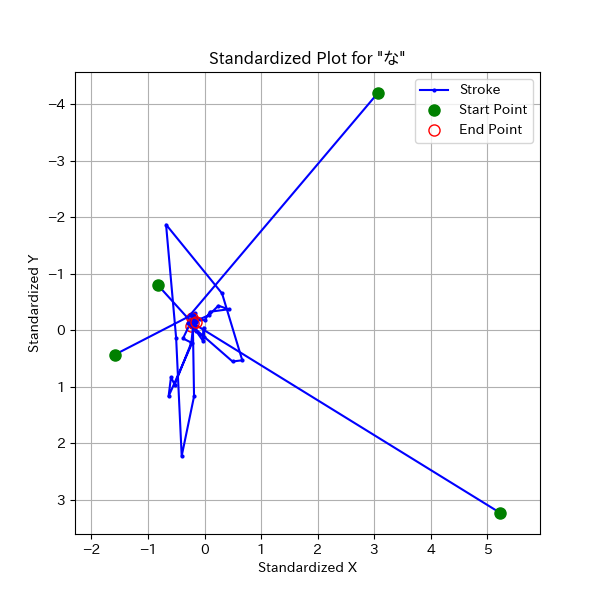 Standardized Plot for "な"
Stroke
Start Point
End Point
Standardized Y
−4
−3
−2
−1
0
1
2
3
−2 −1 0 1 2 3 4 5
Standardized X